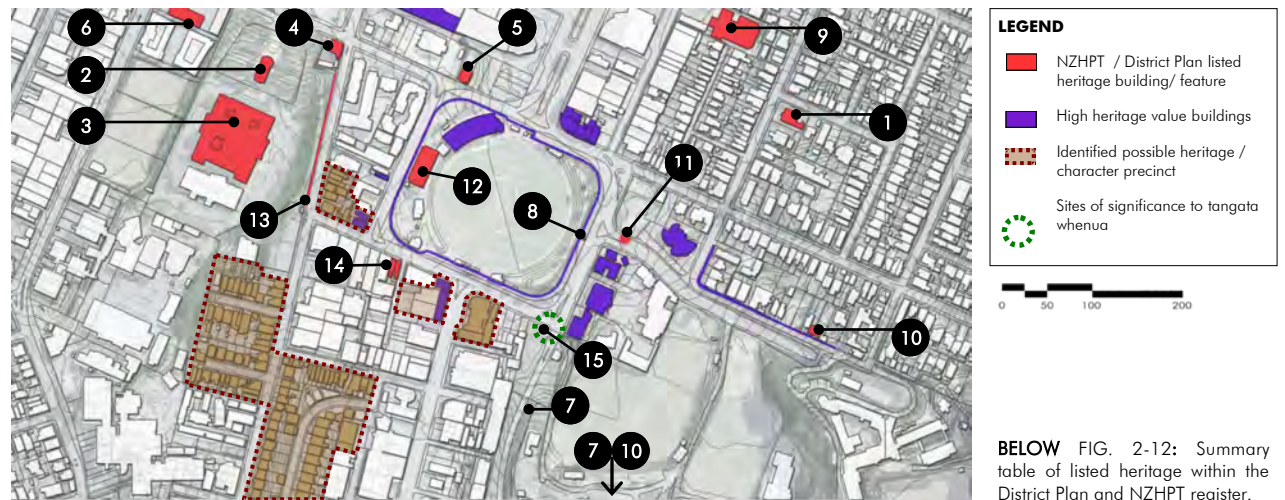 6
4
5
9
2
3
1
11
12
8
13
14
10
15
7
7 10
LEGEND
NZHPT / District Plan listed
heritage building/ feature
High heritage value buildings
Identified possible heritage /
character precinct
Sites of significance to tangata
whenua
0 50 100 200
BELOW FIG. 2-12: Summary
table of listed heritage within the
District Plan and NZHPT register.